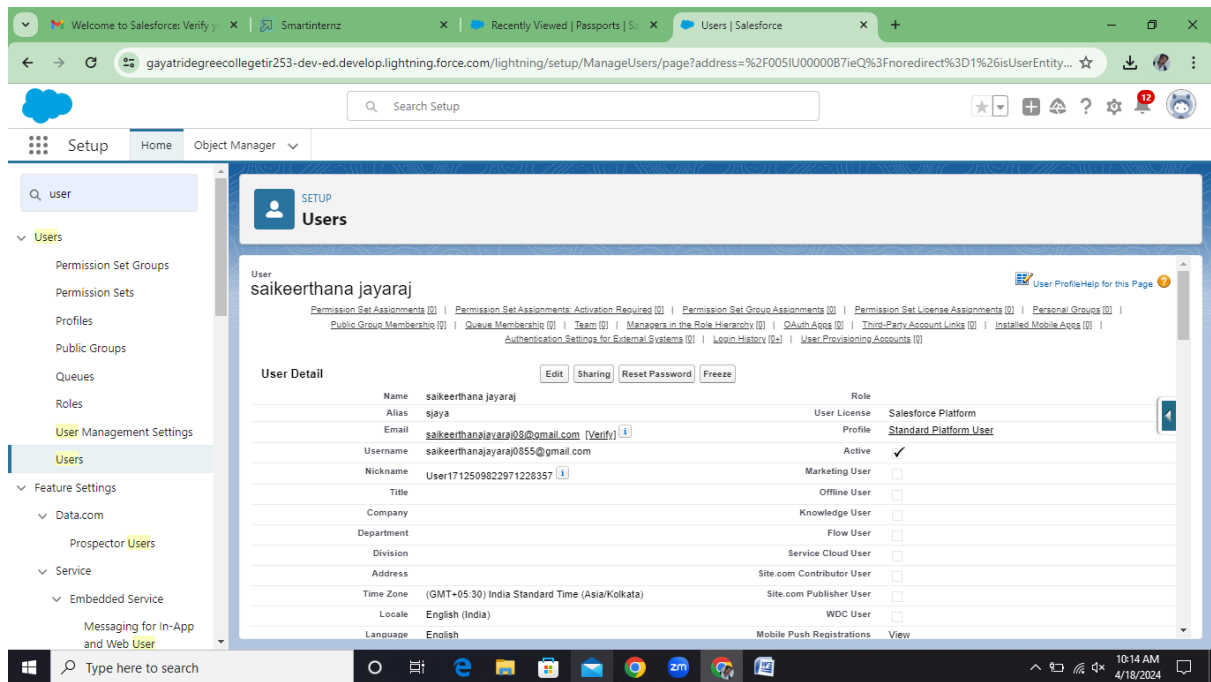 Welcome to Salesforce: Verify y
Smartinternz
Recently Viewed | Passports | Sa
Users | Salesforce
gayatridegreecollegetir253-dev-ed.develop.lightning.force.com/lightning/setup/ManageUsers/page?address=%2F005IU00000B7ieQ%3Fnoredirect%3D1%26isUserEntity...
Search Setup
12
Setup Home Object Manager
user
Users
Permission Set Groups
Permission Sets
Profiles
Public Groups
Queues
Roles
User Management Settings
Users
Feature Settings
Data.com
Prospector Users
Service
Embedded Service
Messaging for In-App
and Web User
SETUP
Users
User
saikeerthana jayaraj
User Profile Help for this Page
Permission Set Assignments [0] | Permission Set Assignments: Activation Required [0] | Permission Set Group Assignments [0] | Permission Set License Assignments [0] | Personal Groups [0] |
Public Group Membership [0] | Queue Membership [0] | Team [0] | Managers in the Role Hierarchy [0] | OAuth Apps [0] | Third-Party Account Links [0] | Installed Mobile Apps [0] |
Authentication Settings for External Systems [0] | Login History [0+] | User Provisioning Accounts [0]
User Detail Edit Sharing Reset Password Freeze
Name saikeerthana jayaraj Role
Alias sjaya User License Salesforce Platform
Email saikeerthanajayaraj08@gmail.com [Verify] i Profile Standard Platform User
Username saikeerthanajayaraj0855@gmail.com Active
Nickname User1712509822971228357 i Marketing User
Title Offline User
Company Knowledge User
Department Flow User
Division Service Cloud User
Address Site.com Contributor User
Time Zone (GMT+05:30) India Standard Time (Asia/Kolkata) Site.com Publisher User
Locale English (India) WDC User
Language English Mobile Push Registrations View
Type here to search
zm
10:14 AM
4/18/2024